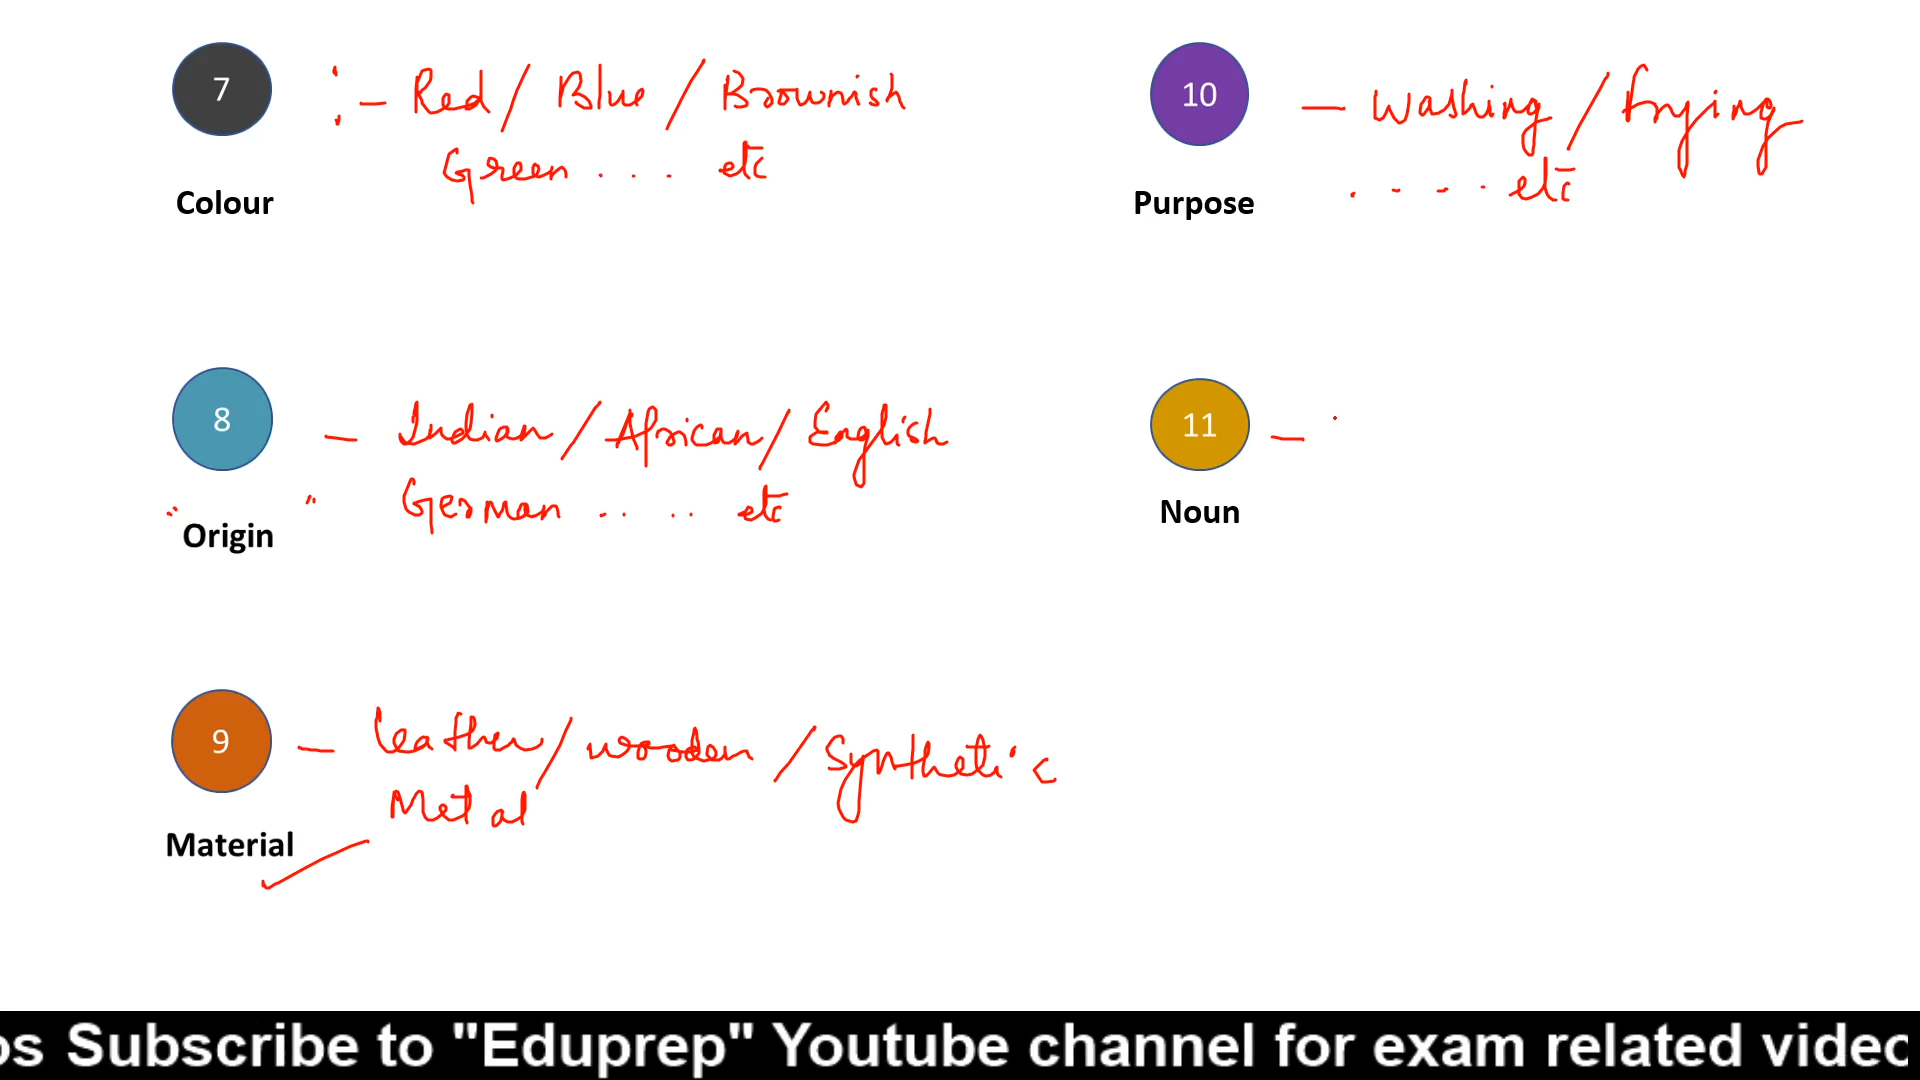 7 :- Red / Blue / Brownish
Green . . . . etc
Colour
8 - Indian / African / English
German . . . . etc
" Origin "
9 - leather / wooden / Synthetic
Metal
Material
10 - Washing / Frying
. . . . etc
Purpose
11 -
Noun
os Subscribe to "Eduprep" Youtube channel for exam related video